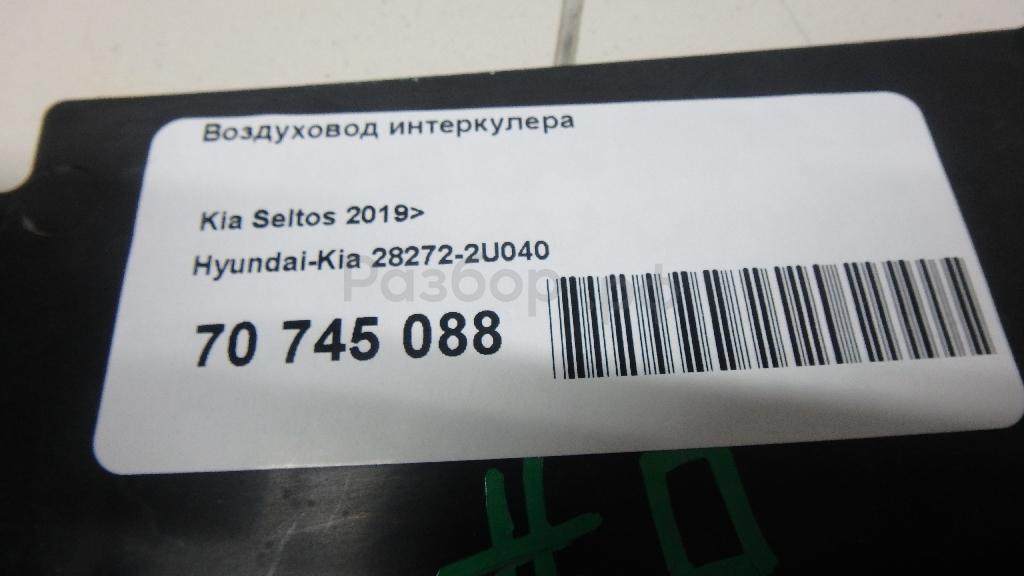 Воздуховод интеркулера
Kia Seltos 2019>
Hyundai-Kia 28272-2U040
70 745 088